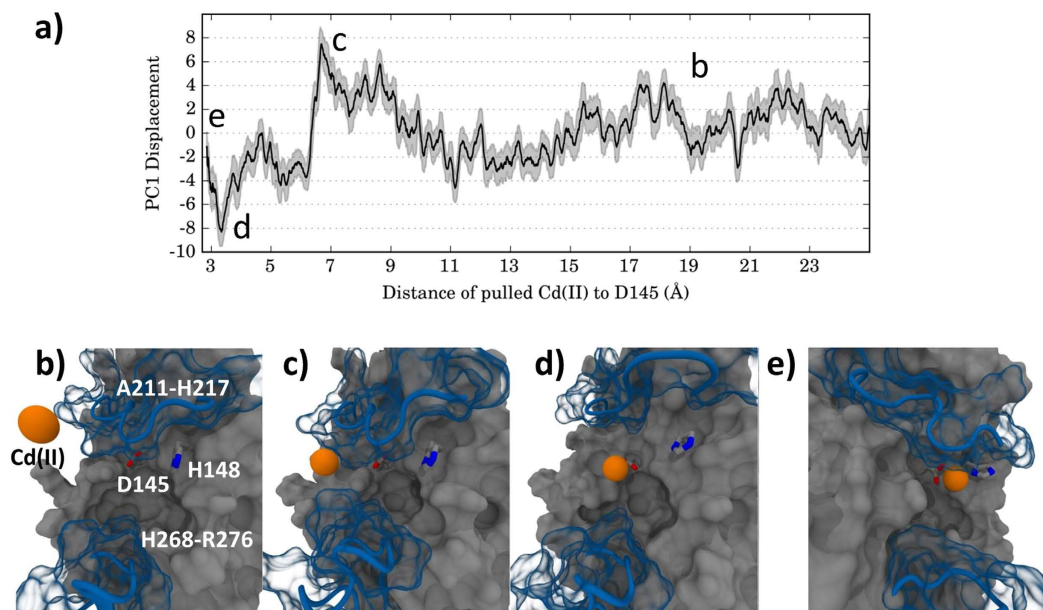 a)
8
6
4
2
0
-2
-4
-6
-8
-10
PC1 Displacement
b
c
d
e
3 5 7 9 11 13 15 17 19 21 23
Distance of pulled Cd(II) to D145 (Å)
b)
A211-H217
Cd(II)
H148
D145
H268-R276
c)
d)
e)